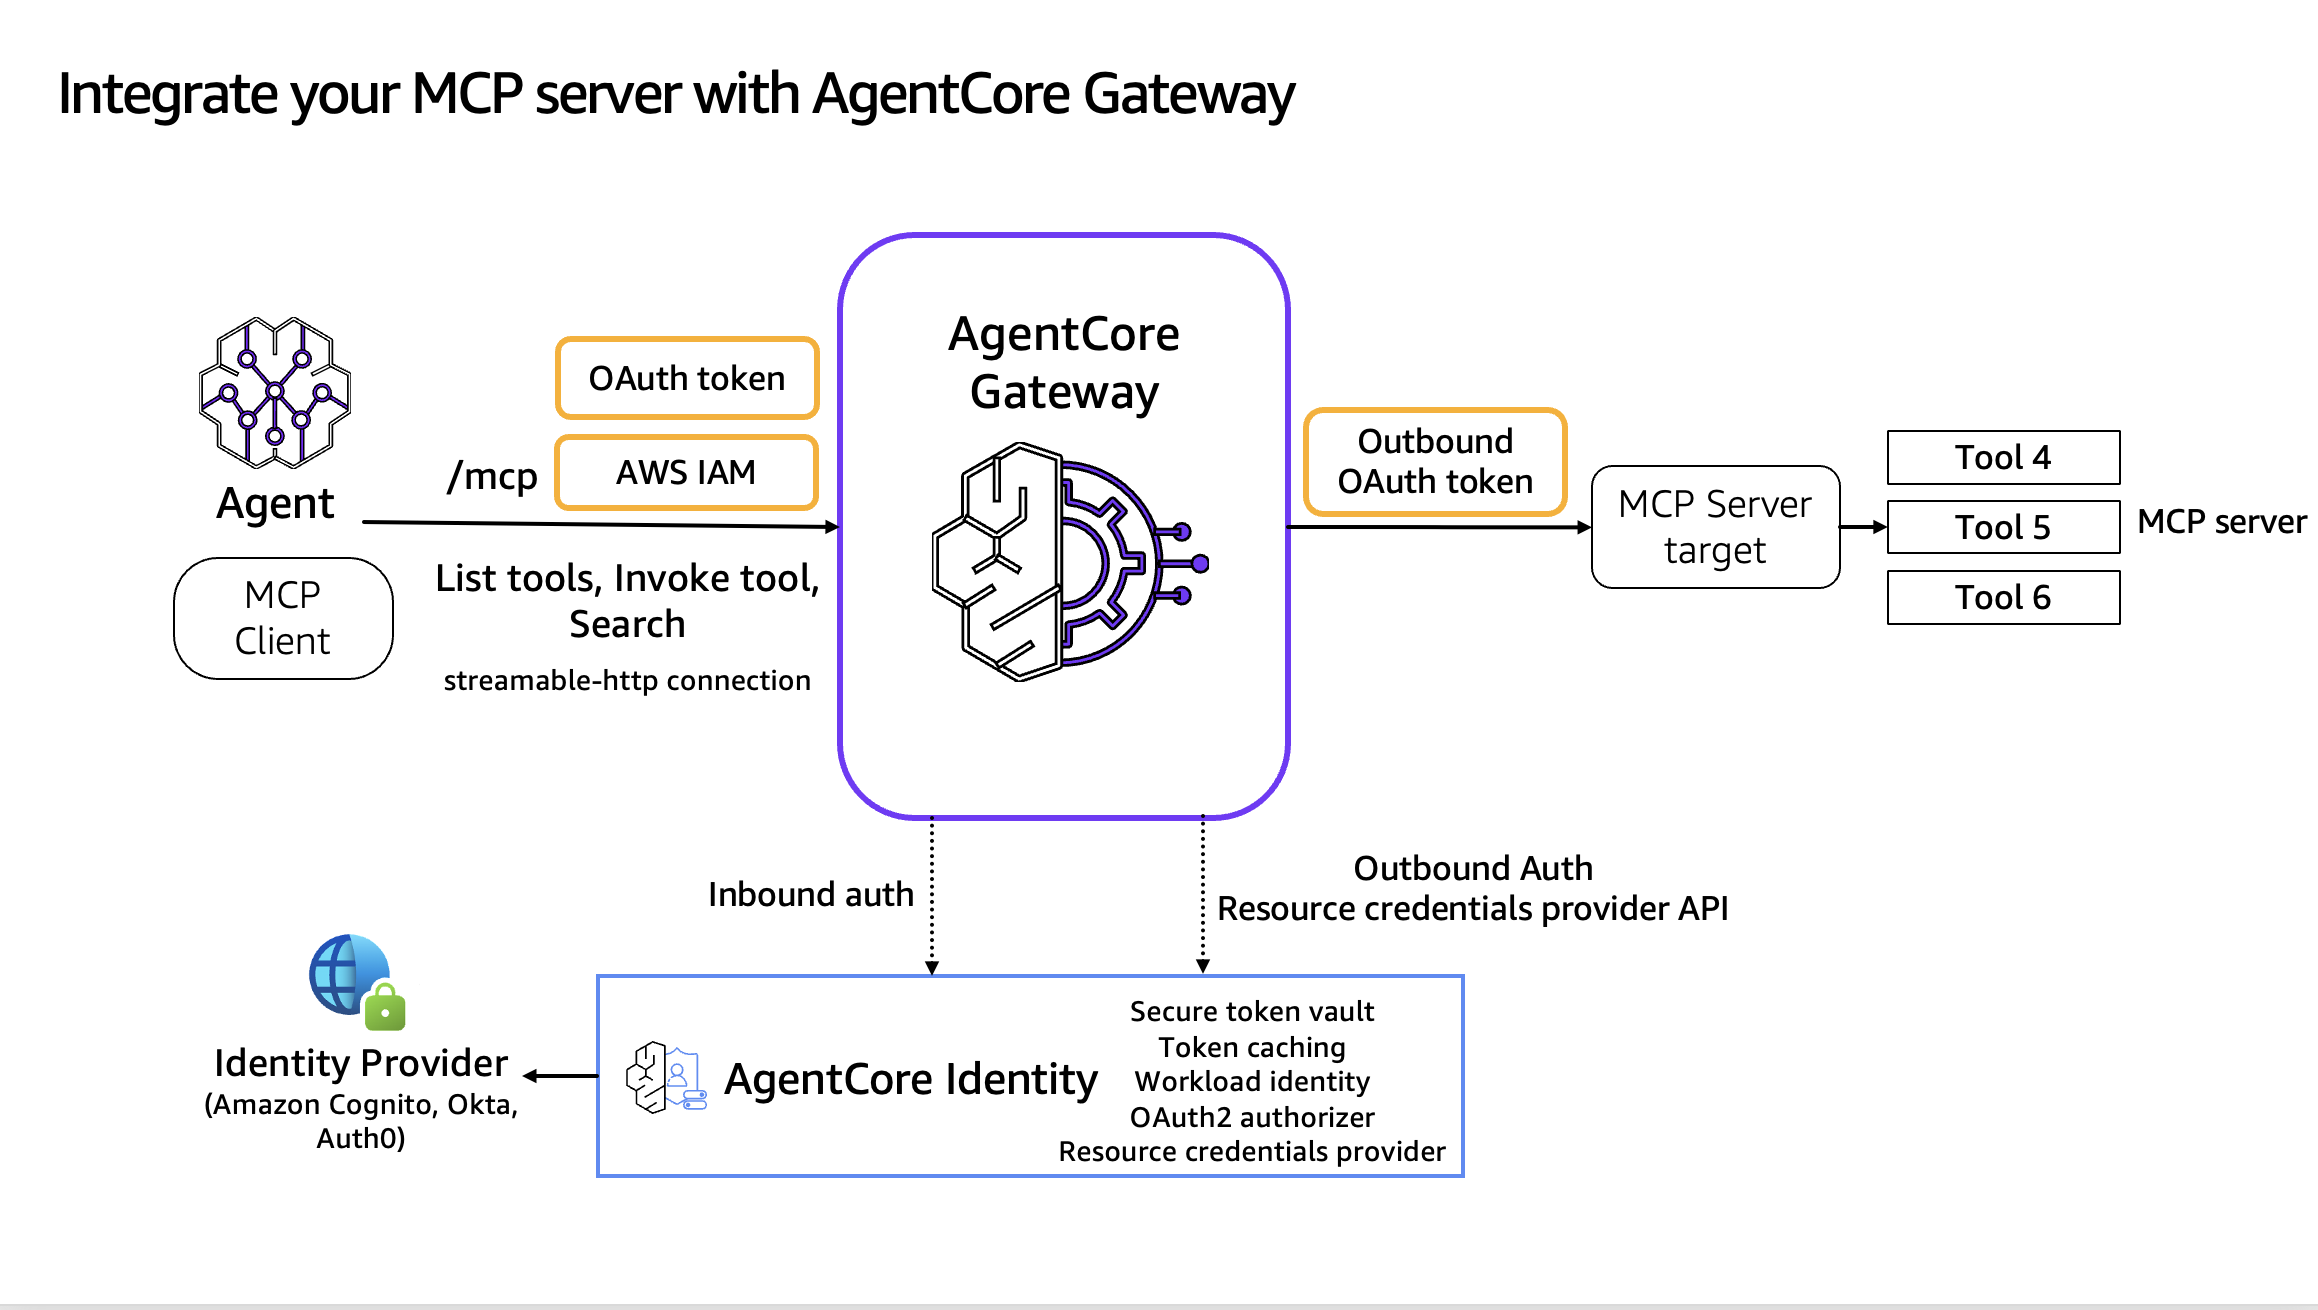 Integrate your MCP server with AgentCore Gateway
Agent
MCP
Client
/mcp
OAuth token
AWS IAM
List tools, Invoke tool,
Search
streamable-http connection
AgentCore
Gateway
Outbound
OAuth token
MCP Server
target
Tool 4
Tool 5
Tool 6
MCP server
Inbound auth
Outbound Auth
Resource credentials provider API
Identity Provider
(Amazon Cognito, Okta,
Auth0)
AgentCore Identity
Secure token vault
Token caching
Workload identity
OAuth2 authorizer
Resource credentials provider